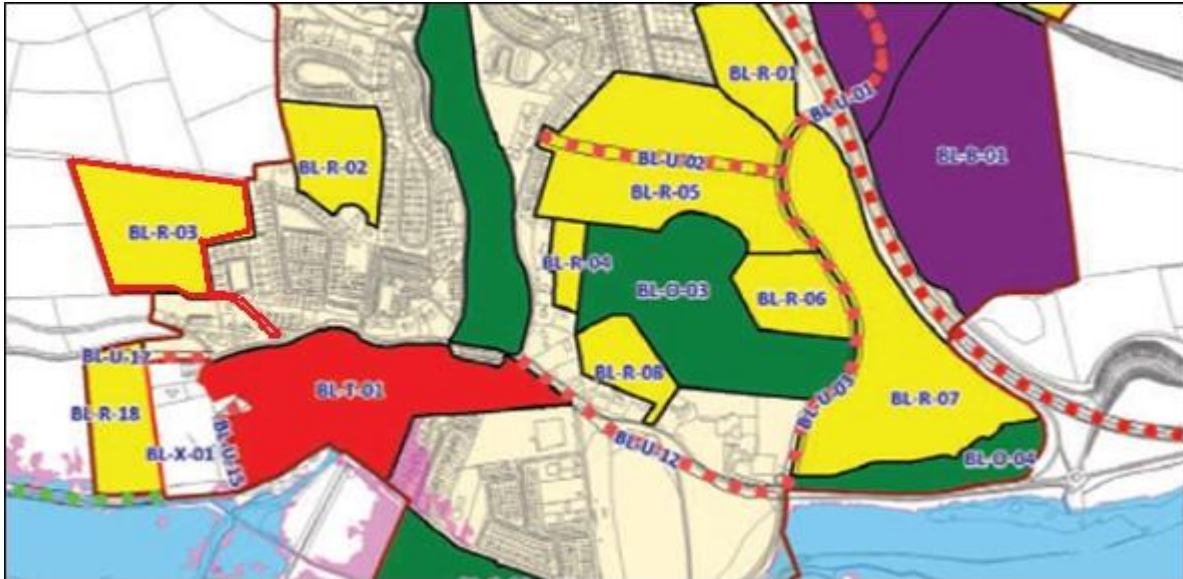 BL-R-01
BL-U-01
BL-U-02
BL-B-01
BL-R-02
BL-R-05
BL-R-03
BL-R-04
BL-O-03
BL-R-06
BL-U-17
BL-R-08
BL-T-01
BL-U-03
BL-R-07
BL-R-18
BL-U-12
BL-X-01
BL-U-15
BL-O-04